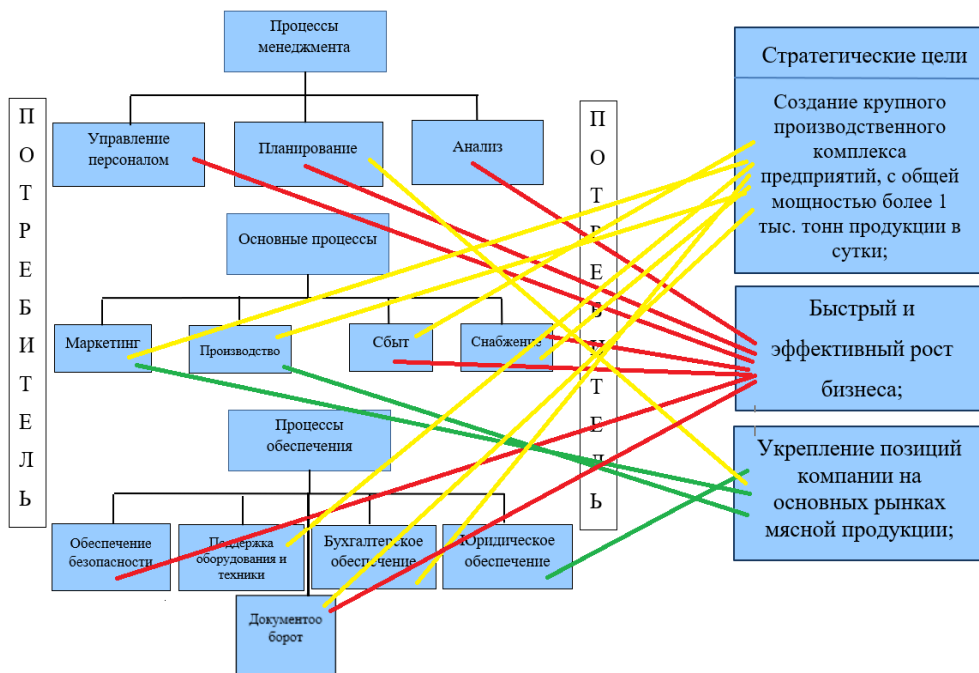 Процессы
менеджмента
ПОТРЕБИТЕЛЬ
Управление
персоналом
Планирование
Анализ
Основные процессы
Маркетинг
Производство
Сбыт
Снабжение
Процессы
обеспечения
Обеспечение
безопасности
Поддержка
оборудования и
техники
Бухгалтерское
обеспечение
Юридическое
обеспечение
Документоо
борот
ПОТРЕБИТЕЛЬ
Стратегические цели
Создание крупного
производственного
комплекса
предприятий, с общей
мощностью более 1
тыс. тонн продукции в
сутки;
Быстрый и
эффективный рост
бизнеса;
Укрепление позиций
компании на
основных рынках
мясной продукции;